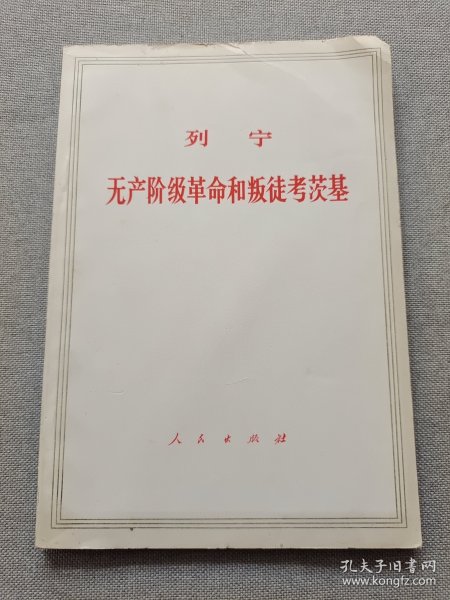 列 宁
无产阶级革命和叛徒考茨基
人民出版社
孔夫子旧书网
www.kongfz.com